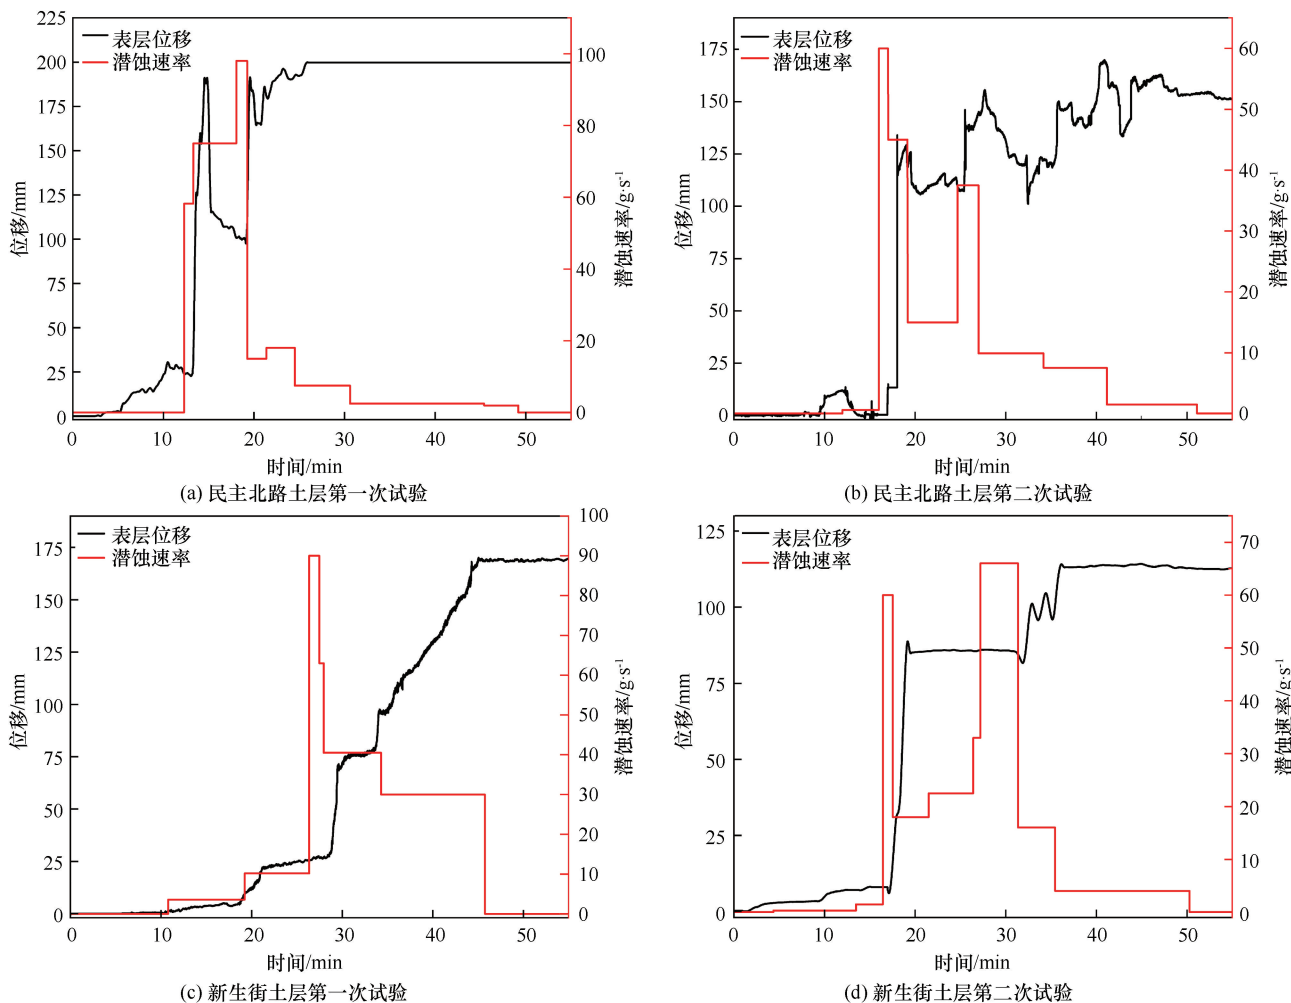 表层位移
潜蚀速率
225
200
175
150
125
100
75
50
25
0
位移/mm
100
80
60
40
20
0
潜蚀速率/g·s⁻¹
0 10 20 30 40 50
时间/min
(a) 民主北路土层第一次试验
表层位移
潜蚀速率
175
150
125
100
75
50
25
0
位移/mm
60
50
40
30
20
10
0
潜蚀速率/g·s⁻¹
0 10 20 30 40 50
时间/min
(b) 民主北路土层第二次试验
表层位移
潜蚀速率
175
150
125
100
75
50
25
0
位移/mm
100
90
80
70
60
50
40
30
20
10
0
潜蚀速率/g·s⁻¹
0 10 20 30 40 50
时间/min
(c) 新生街土层第一次试验
表层位移
潜蚀速率
125
100
75
50
25
0
位移/mm
70
60
50
40
30
20
10
0
潜蚀速率/g·s⁻¹
0 10 20 30 40 50
时间/min
(d) 新生街土层第二次试验